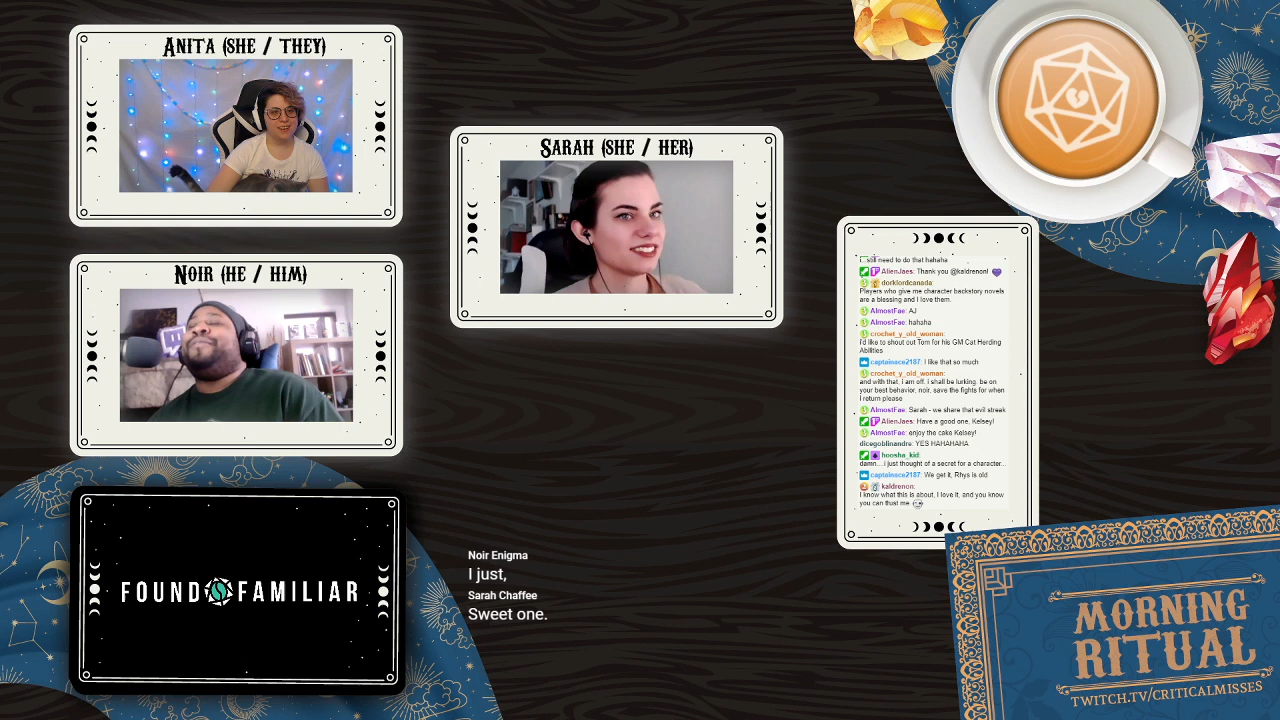 ANITA (SHE / THEY)
SARAH (SHE / HER)
NOIR (HE / HIM)
FOUND FAMILIAR
Noir Enigma
I just,
Sarah Chaffee
Sweet one.
i...still need to do that hahaha
AlienJaes: Thank you @kaldrenon!
dorklordcanada:
Players who give me character backstory novels
are a blessing and I love them.
AlmostFae: AJ
AlmostFae: hahaha
crochet_y_old_woman:
I'd like to shout out Tom for his GM Cat Herding
Abilities
captainace2187: I like that so much
crochet_y_old_woman:
and with that, i am off. i shall be lurking. be on
your best behavior, noir, save the fights for when
I return please
AlmostFae: Sarah - we share that evil streak
AlienJaes: Have a good one, Kelsey!
AlmostFae: enjoy the cake Kelsey!
dicegoblinandre: YES HAHAHAHA
hoosha_kid:
damn....i just thought of a secret for a character...
captainace2187: We get it, Rhys is old
kaldrenon:
I know what this is about, I love it, and you know
you can thust me
MORNING
RITUAL
TWITCH.TV/CRITICALMISSES